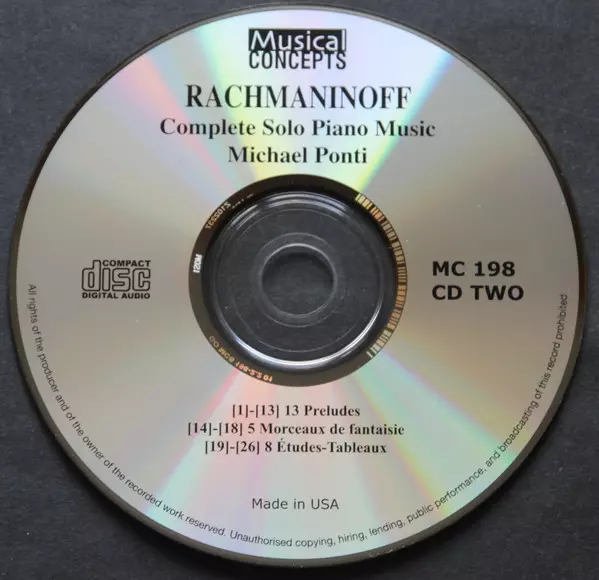 Musical
CONCEPTS
RACHMANINOFF
Complete Solo Piano Music
Michael Ponti
COMPACT
disc
DIGITAL AUDIO
MC 198
CD TWO
[1]-[13] 13 Preludes
[14]-[18] 5 Morceaux de fantaisie
[19]-[26] 8 Études-Tableaux
Made in USA
All rights of the producer and of the owner of the recorded work reserved. Unauthorised copying, hiring, lending, public performance, and broadcasting of this record prohibited